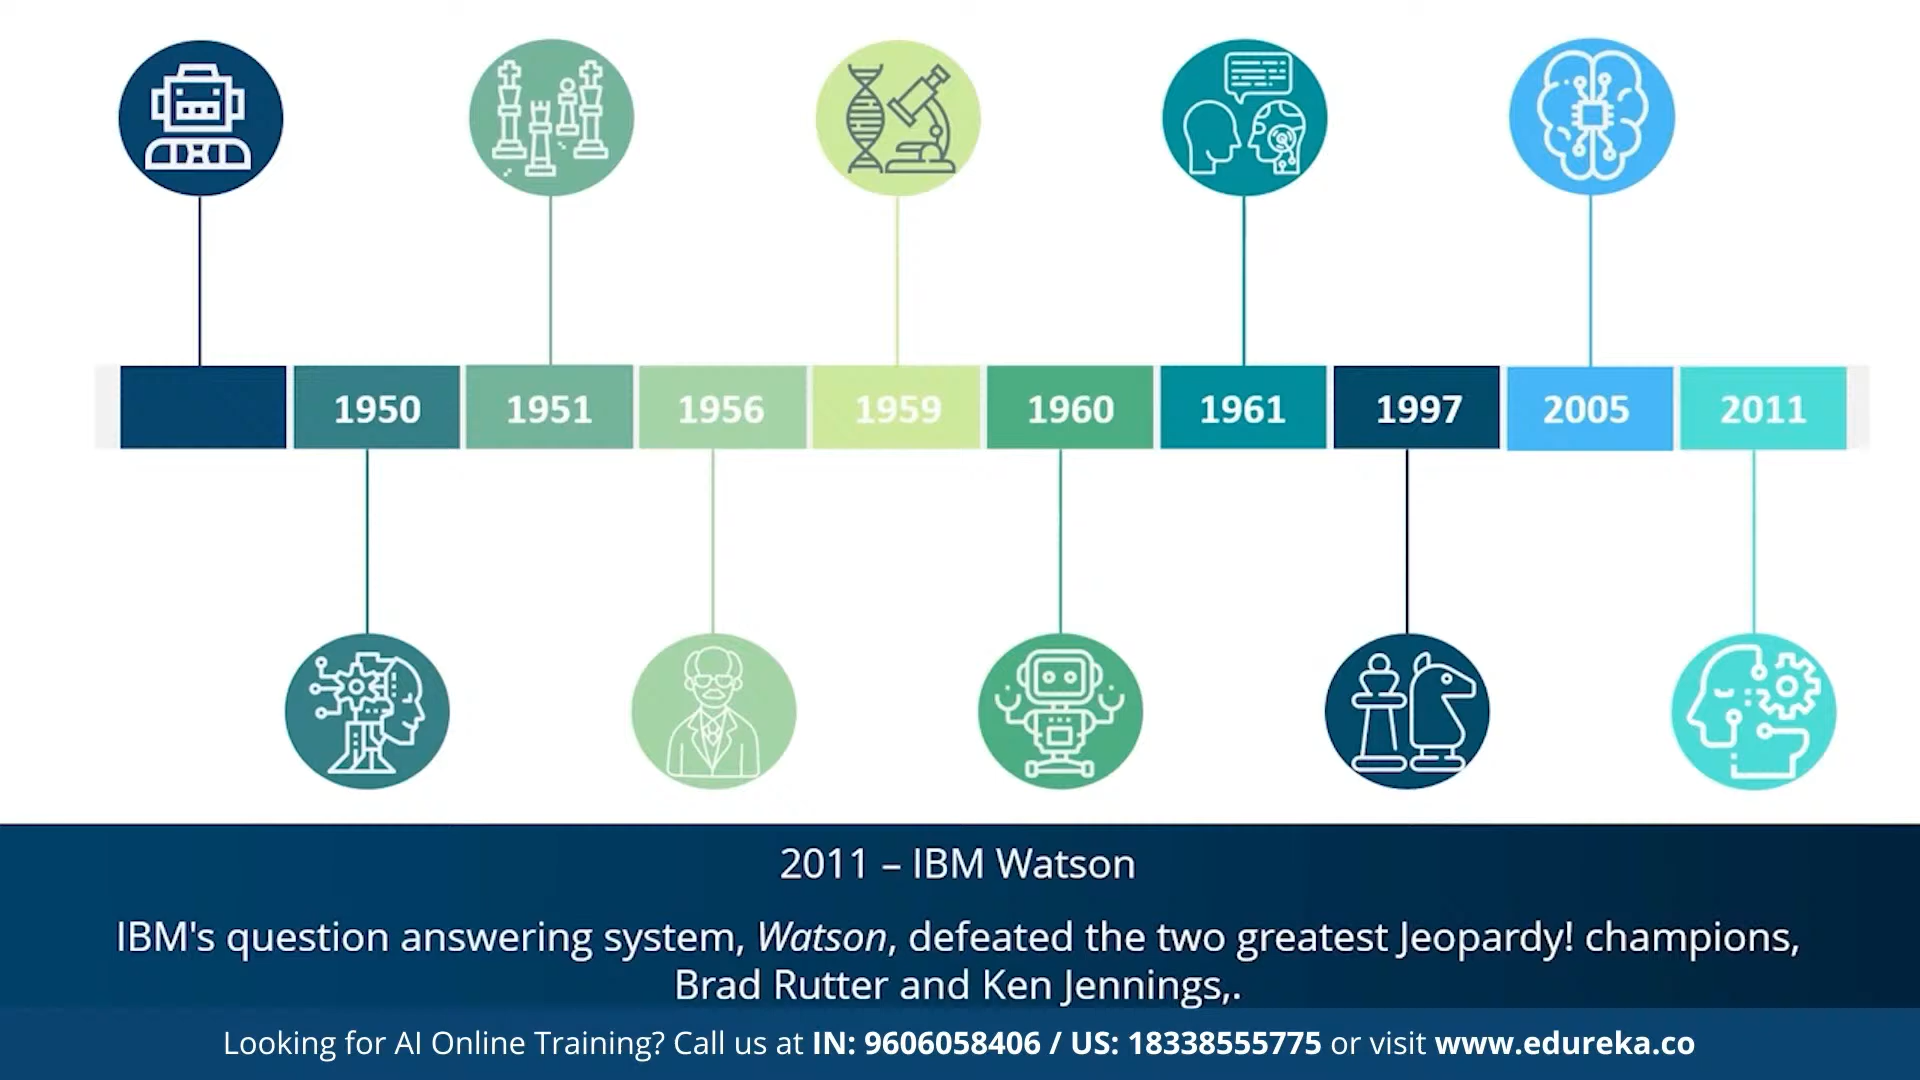 1950 1951 1956 1959 1960 1961 1997 2005 2011
2011 – IBM Watson
IBM's question answering system, Watson, defeated the two greatest Jeopardy! champions,
Brad Rutter and Ken Jennings,.
Looking for AI Online Training? Call us at IN: 9606058406 / US: 18338555775 or visit www.edureka.co